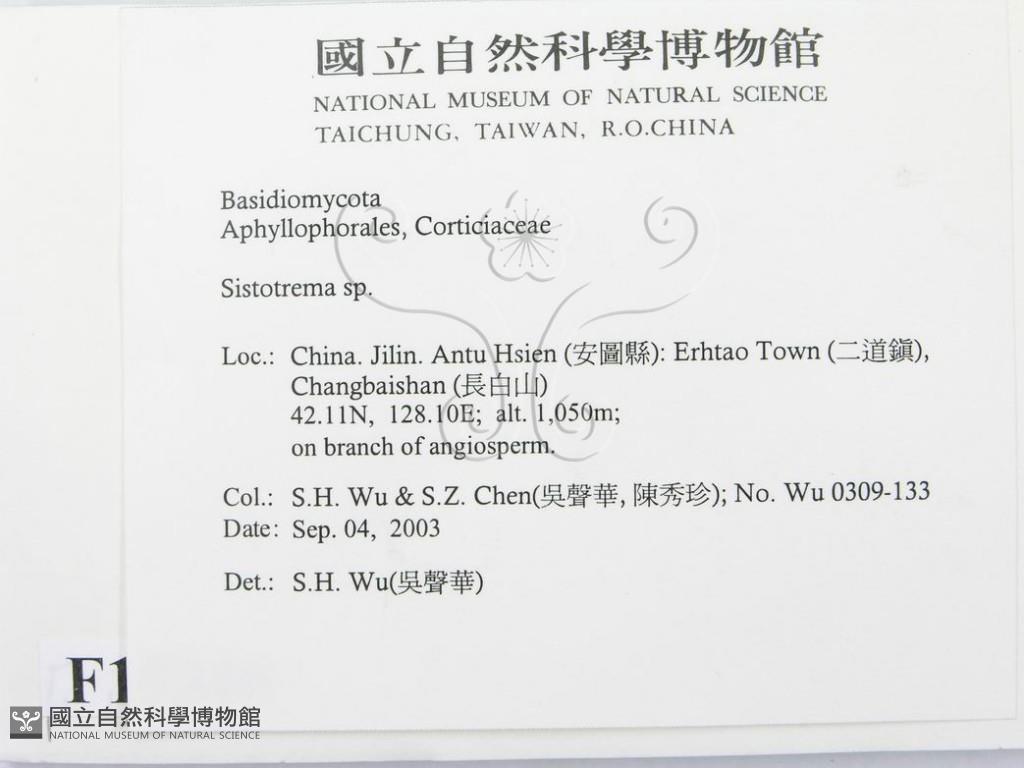 國立自然科學博物館
NATIONAL MUSEUM OF NATURAL SCIENCE
TAICHUNG, TAIWAN, R.O.CHINA
Basidiomycota
Aphyllophorales, Corticiaceae
Sistotrema sp.
Loc.: China. Jilin. Antu Hsien (安圖縣): Erhtao Town (二道鎭),
Changbaishan (長白山)
42.11N, 128.10E; alt. 1,050m;
on branch of angiosperm.
Col.: S.H. Wu & S.Z. Chen(吳聲華, 陳秀珍); No. Wu 0309-133
Date: Sep. 04, 2003
Det.: S.H. Wu(吳聲華)
F1
國立自然科學博物館
NATIONAL MUSEUM OF NATURAL SCIENCE